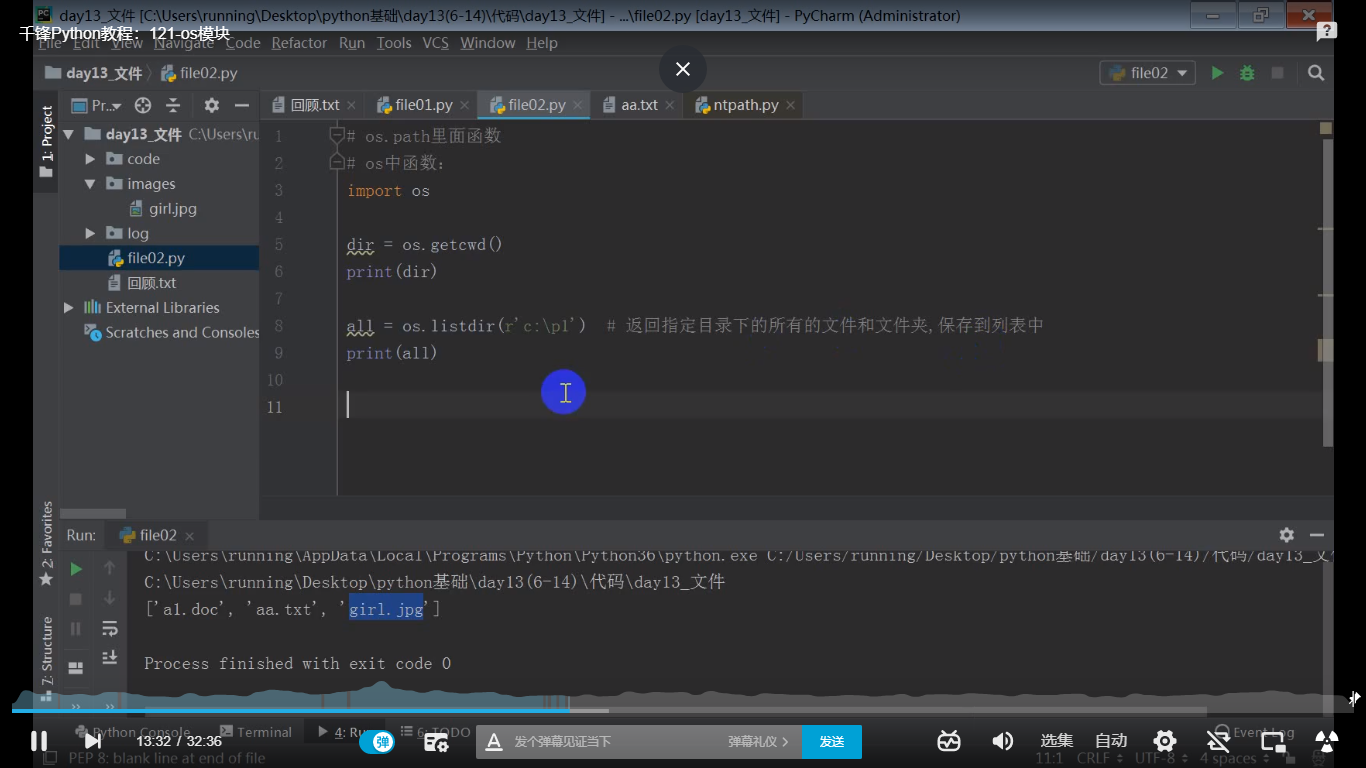 day13_文件 [C:\Users\running\Desktop\python基础\day13(6-14)\代码\day13_文件] - ...\file02.py [day13_文件] - PyCharm (Administrator)
千锋Python教程：121-os模块
File Edit View Navigate Code Refactor Run Tools VCS Window Help
day13_文件 file02.py
file02
Pr..
回顾.txt file01.py file02.py aa.txt ntpath.py
1: Project
day13_文件 C:\Users\ru
code
images
girl.jpg
log
file02.py
回顾.txt
External Libraries
Scratches and Consoles
1 # os.path里面函数
2 # os中函数:
3 import os
4
5 dir = os.getcwd()
6 print(dir)
7
8 all = os.listdir(r'c:\p1') # 返回指定目录下的所有的文件和文件夹,保存到列表中
9 print(all)
10
11
2: Favorites
7: Structure
Run: file02
C:\Users\running\AppData\Local\Programs\Python\Python36\python.exe C:/Users/running/Desktop/python基础/day13(6-14)/代码/day13_文件
C:\Users\running\Desktop\python基础\day13(6-14)\代码\day13_文件
['a1.doc', 'aa.txt', 'girl.jpg']
Process finished with exit code 0
Python Console Terminal 4: Ru 6: TODO Event Log
13:32 / 32:36 弹 发个弹幕见证当下 弹幕礼仪 发送 选集 自动
PEP 8: blank line at end of file 11:1 CRLF UTF-8 4 spaces